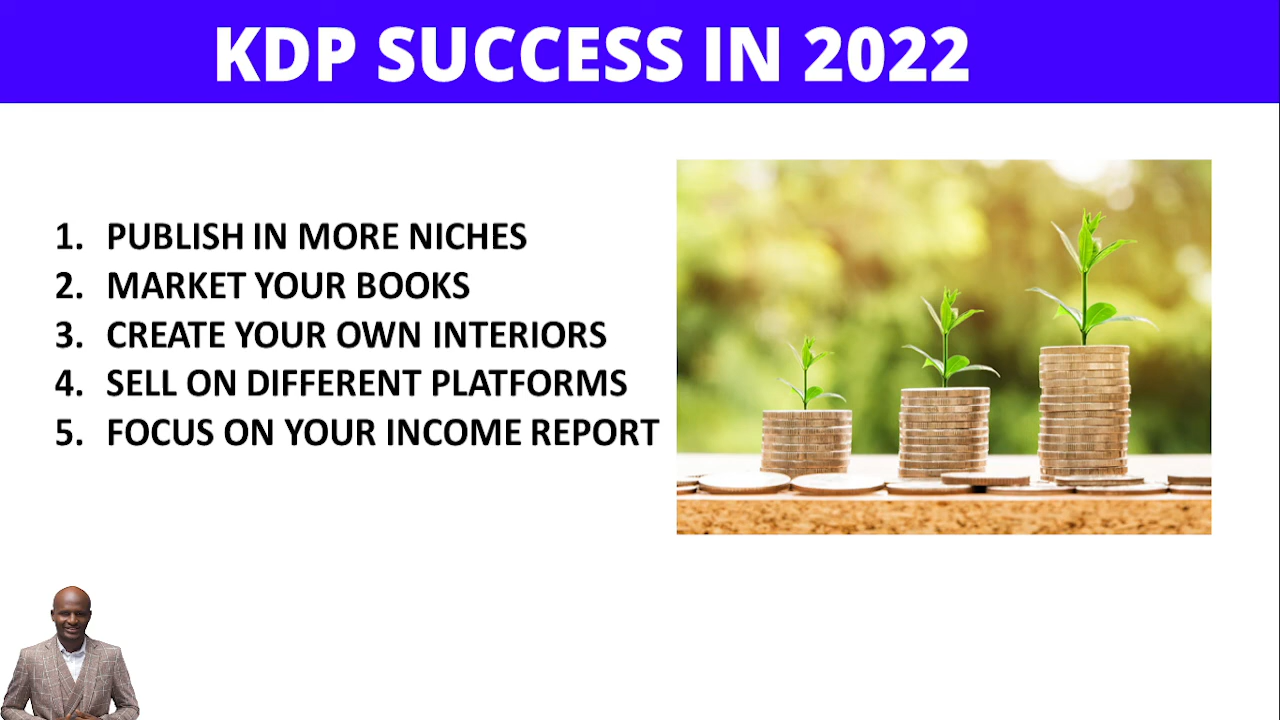 KDP SUCCESS IN 2022
1. PUBLISH IN MORE NICHES
2. MARKET YOUR BOOKS
3. CREATE YOUR OWN INTERIORS
4. SELL ON DIFFERENT PLATFORMS
5. FOCUS ON YOUR INCOME REPORT